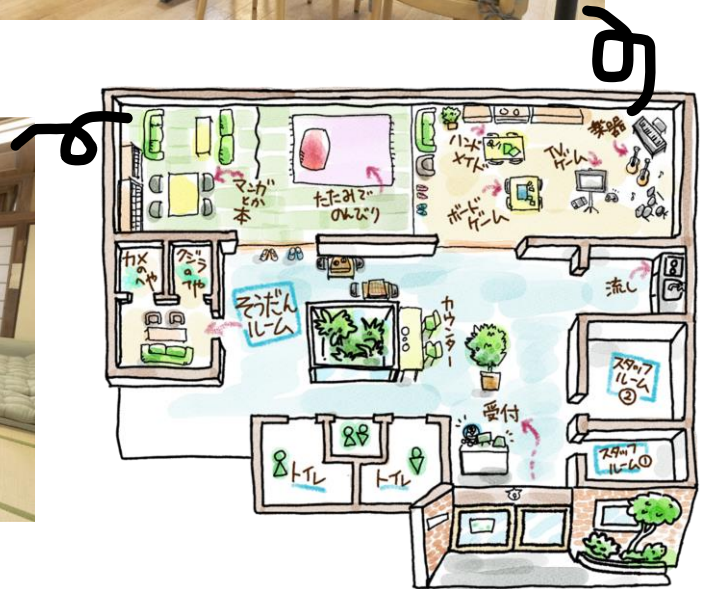 マンガ
とか
本
たたみで
のんびり
ハンド
メイド
TV
ゲーム
楽器
ボード
ゲーム
カメ
の
へや
クジラ
の
へや
そうだん
ルーム
カウンター
流し
スタッフ
ルーム
②
受付
スタッフ
ルーム①
トイレ
トイレ